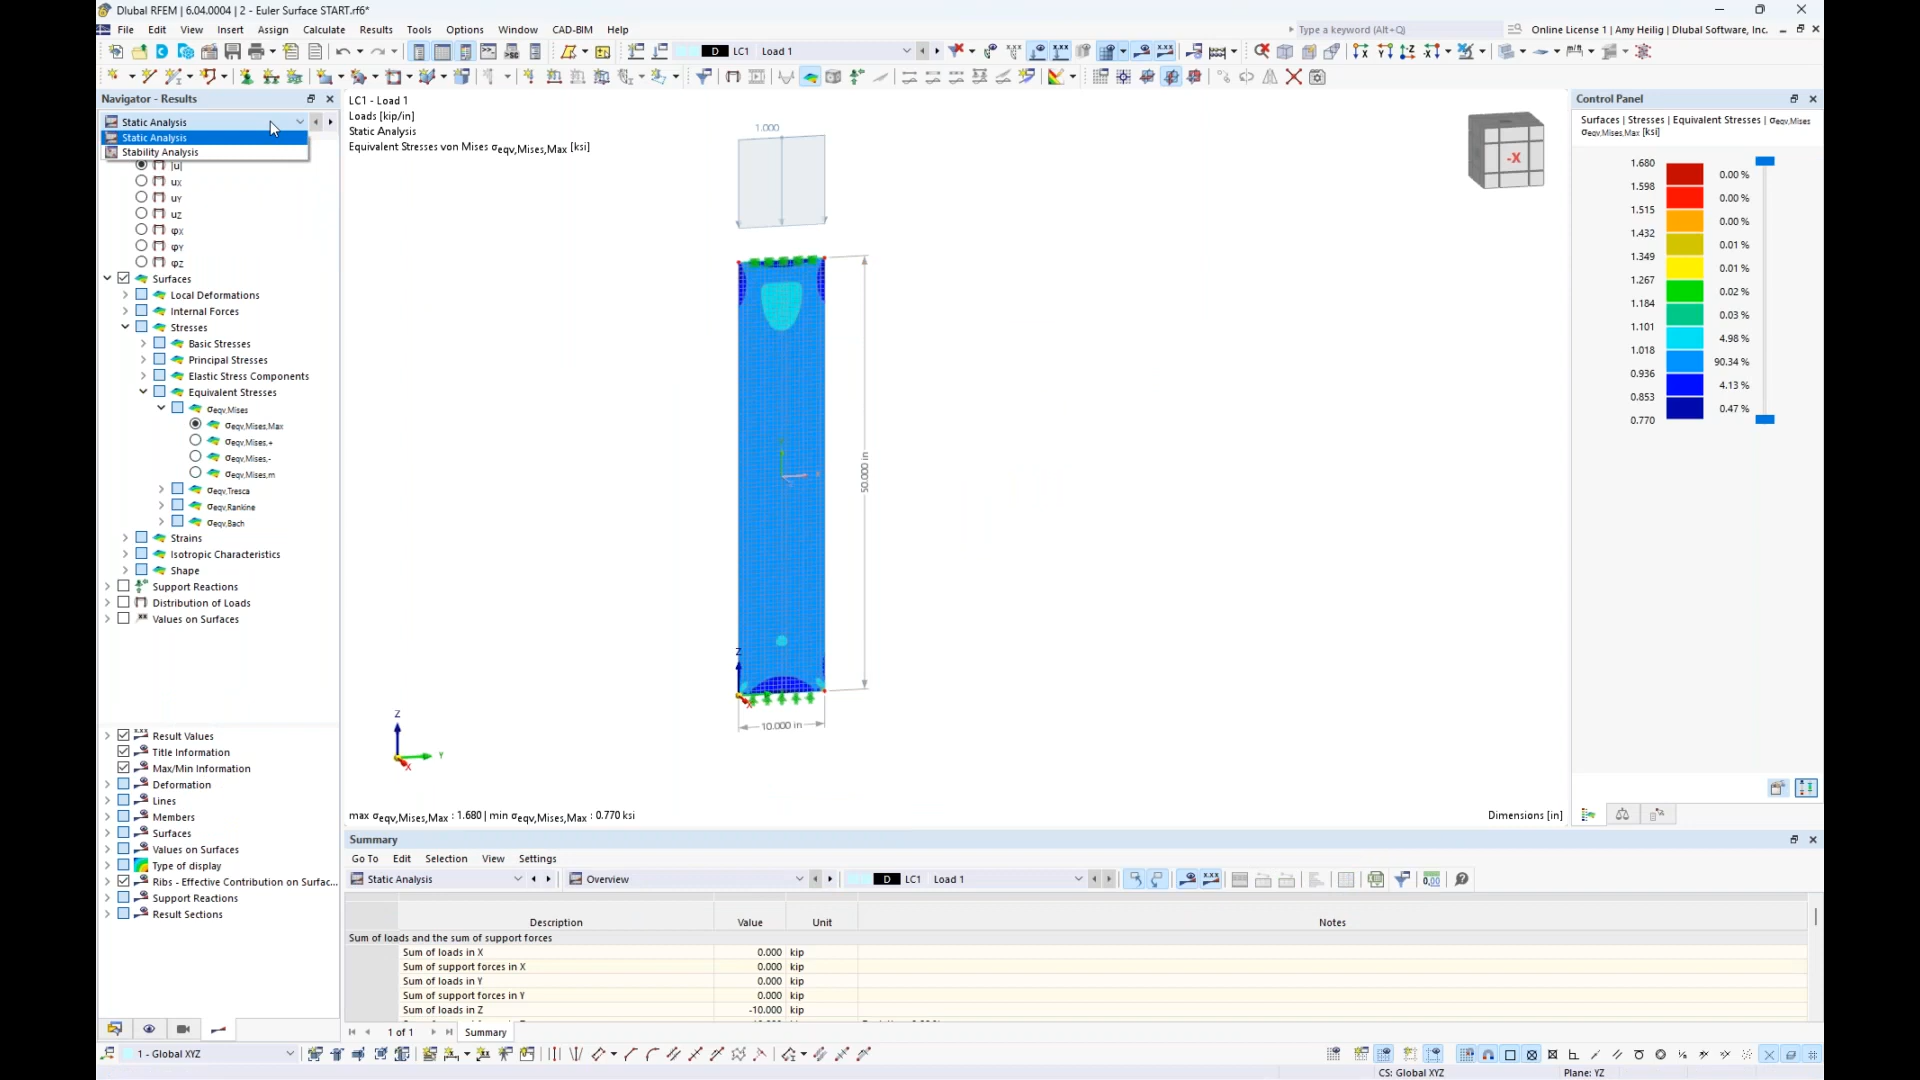 Dlubal RFEM | 6.04.0004 | 2 - Euler Surface START.rf6*
File Edit View Insert Assign Calculate Results Tools Options Window CAD-BIM Help
Type a keyword (Alt+Q)
Online License 1 | Amy Heilig | Dlubal Software, Inc.
D LC1 Load 1
Navigator - Results
Static Analysis
Static Analysis
Stability Analysis
|u|
uX
uY
uZ
φX
φY
φZ
Surfaces
Local Deformations
Internal Forces
Stresses
Basic Stresses
Principal Stresses
Elastic Stress Components
Equivalent Stresses
σeqv,Mises
σeqv,Mises,Max
σeqv,Mises,+
σeqv,Mises,-
σeqv,Mises,m
σeqv,Tresca
σeqv,Rankine
σeqv,Bach
Strains
Isotropic Characteristics
Shape
Support Reactions
Distribution of Loads
Values on Surfaces
Result Values
Title Information
Max/Min Information
Deformation
Lines
Members
Surfaces
Values on Surfaces
Type of display
Ribs - Effective Contribution on Surfac...
Support Reactions
Result Sections
LC1 - Load 1
Loads [kip/in]
Static Analysis
Equivalent Stresses von Mises σeqv,Mises,Max [ksi]
1.000
50.000 in
10.000 in
Z
X
Z
Y
X
-X
max σeqv,Mises,Max : 1.680 | min σeqv,Mises,Max : 0.770 ksi
Dimensions [in]
Control Panel
Surfaces | Stresses | Equivalent Stresses | σeqv,Mises
σeqv,Mises,Max [ksi]
1.680
0.00 %
1.598
0.00 %
1.515
0.00 %
1.432
0.01 %
1.349
0.01 %
1.267
0.02 %
1.184
0.03 %
1.101
4.98 %
1.018
90.34 %
0.936
4.13 %
0.853
0.47 %
0.770
Summary
Go To Edit Selection View Settings
Static Analysis Overview D LC1 Load 1
Description Value Unit Notes
Sum of loads and the sum of support forces
Sum of loads in X 0.000 kip
Sum of support forces in X 0.000 kip
Sum of loads in Y 0.000 kip
Sum of support forces in Y 0.000 kip
Sum of loads in Z -10.000 kip
1 of 1 Summary
1 - Global XYZ
CS: Global XYZ
Plane: YZ